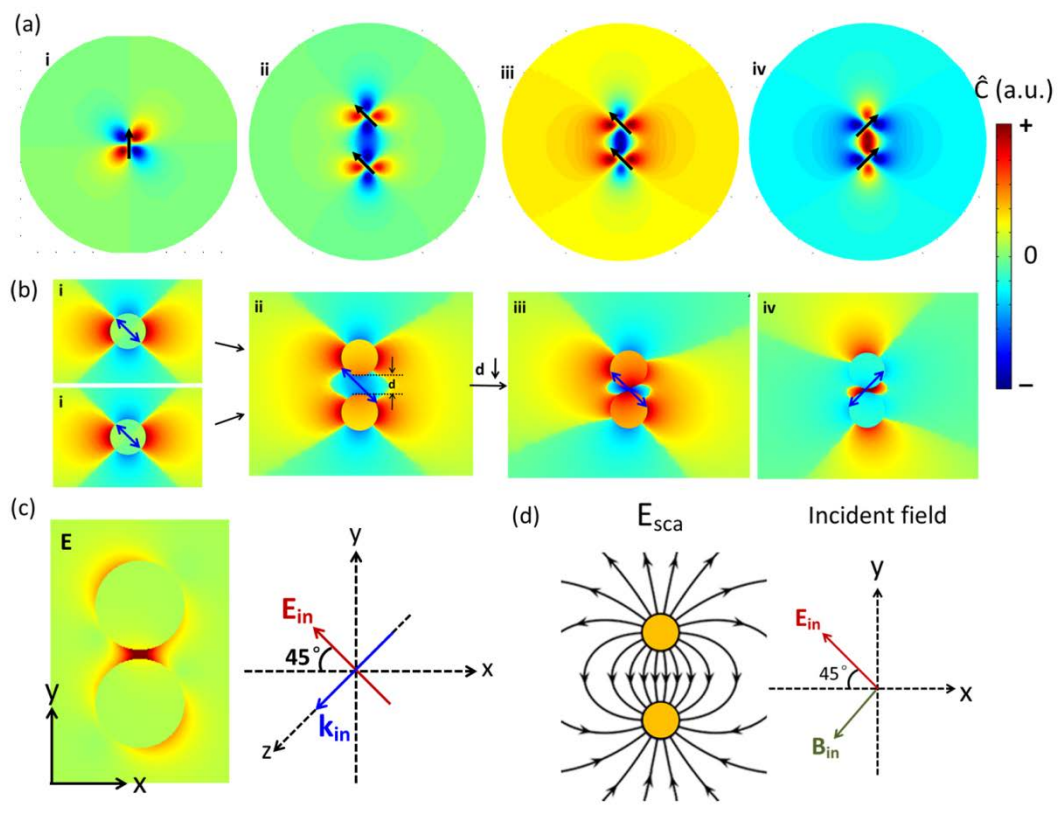 (a)
i
ii
iii
iv
Ĉ (a.u.)
+
0
−
(b)
i
i
ii
d
d
iii
iv
(c)
E
y
x
y
E_in
45°
x
k_in
z
(d)
E_sca
Incident field
y
E_in
45°
x
B_in